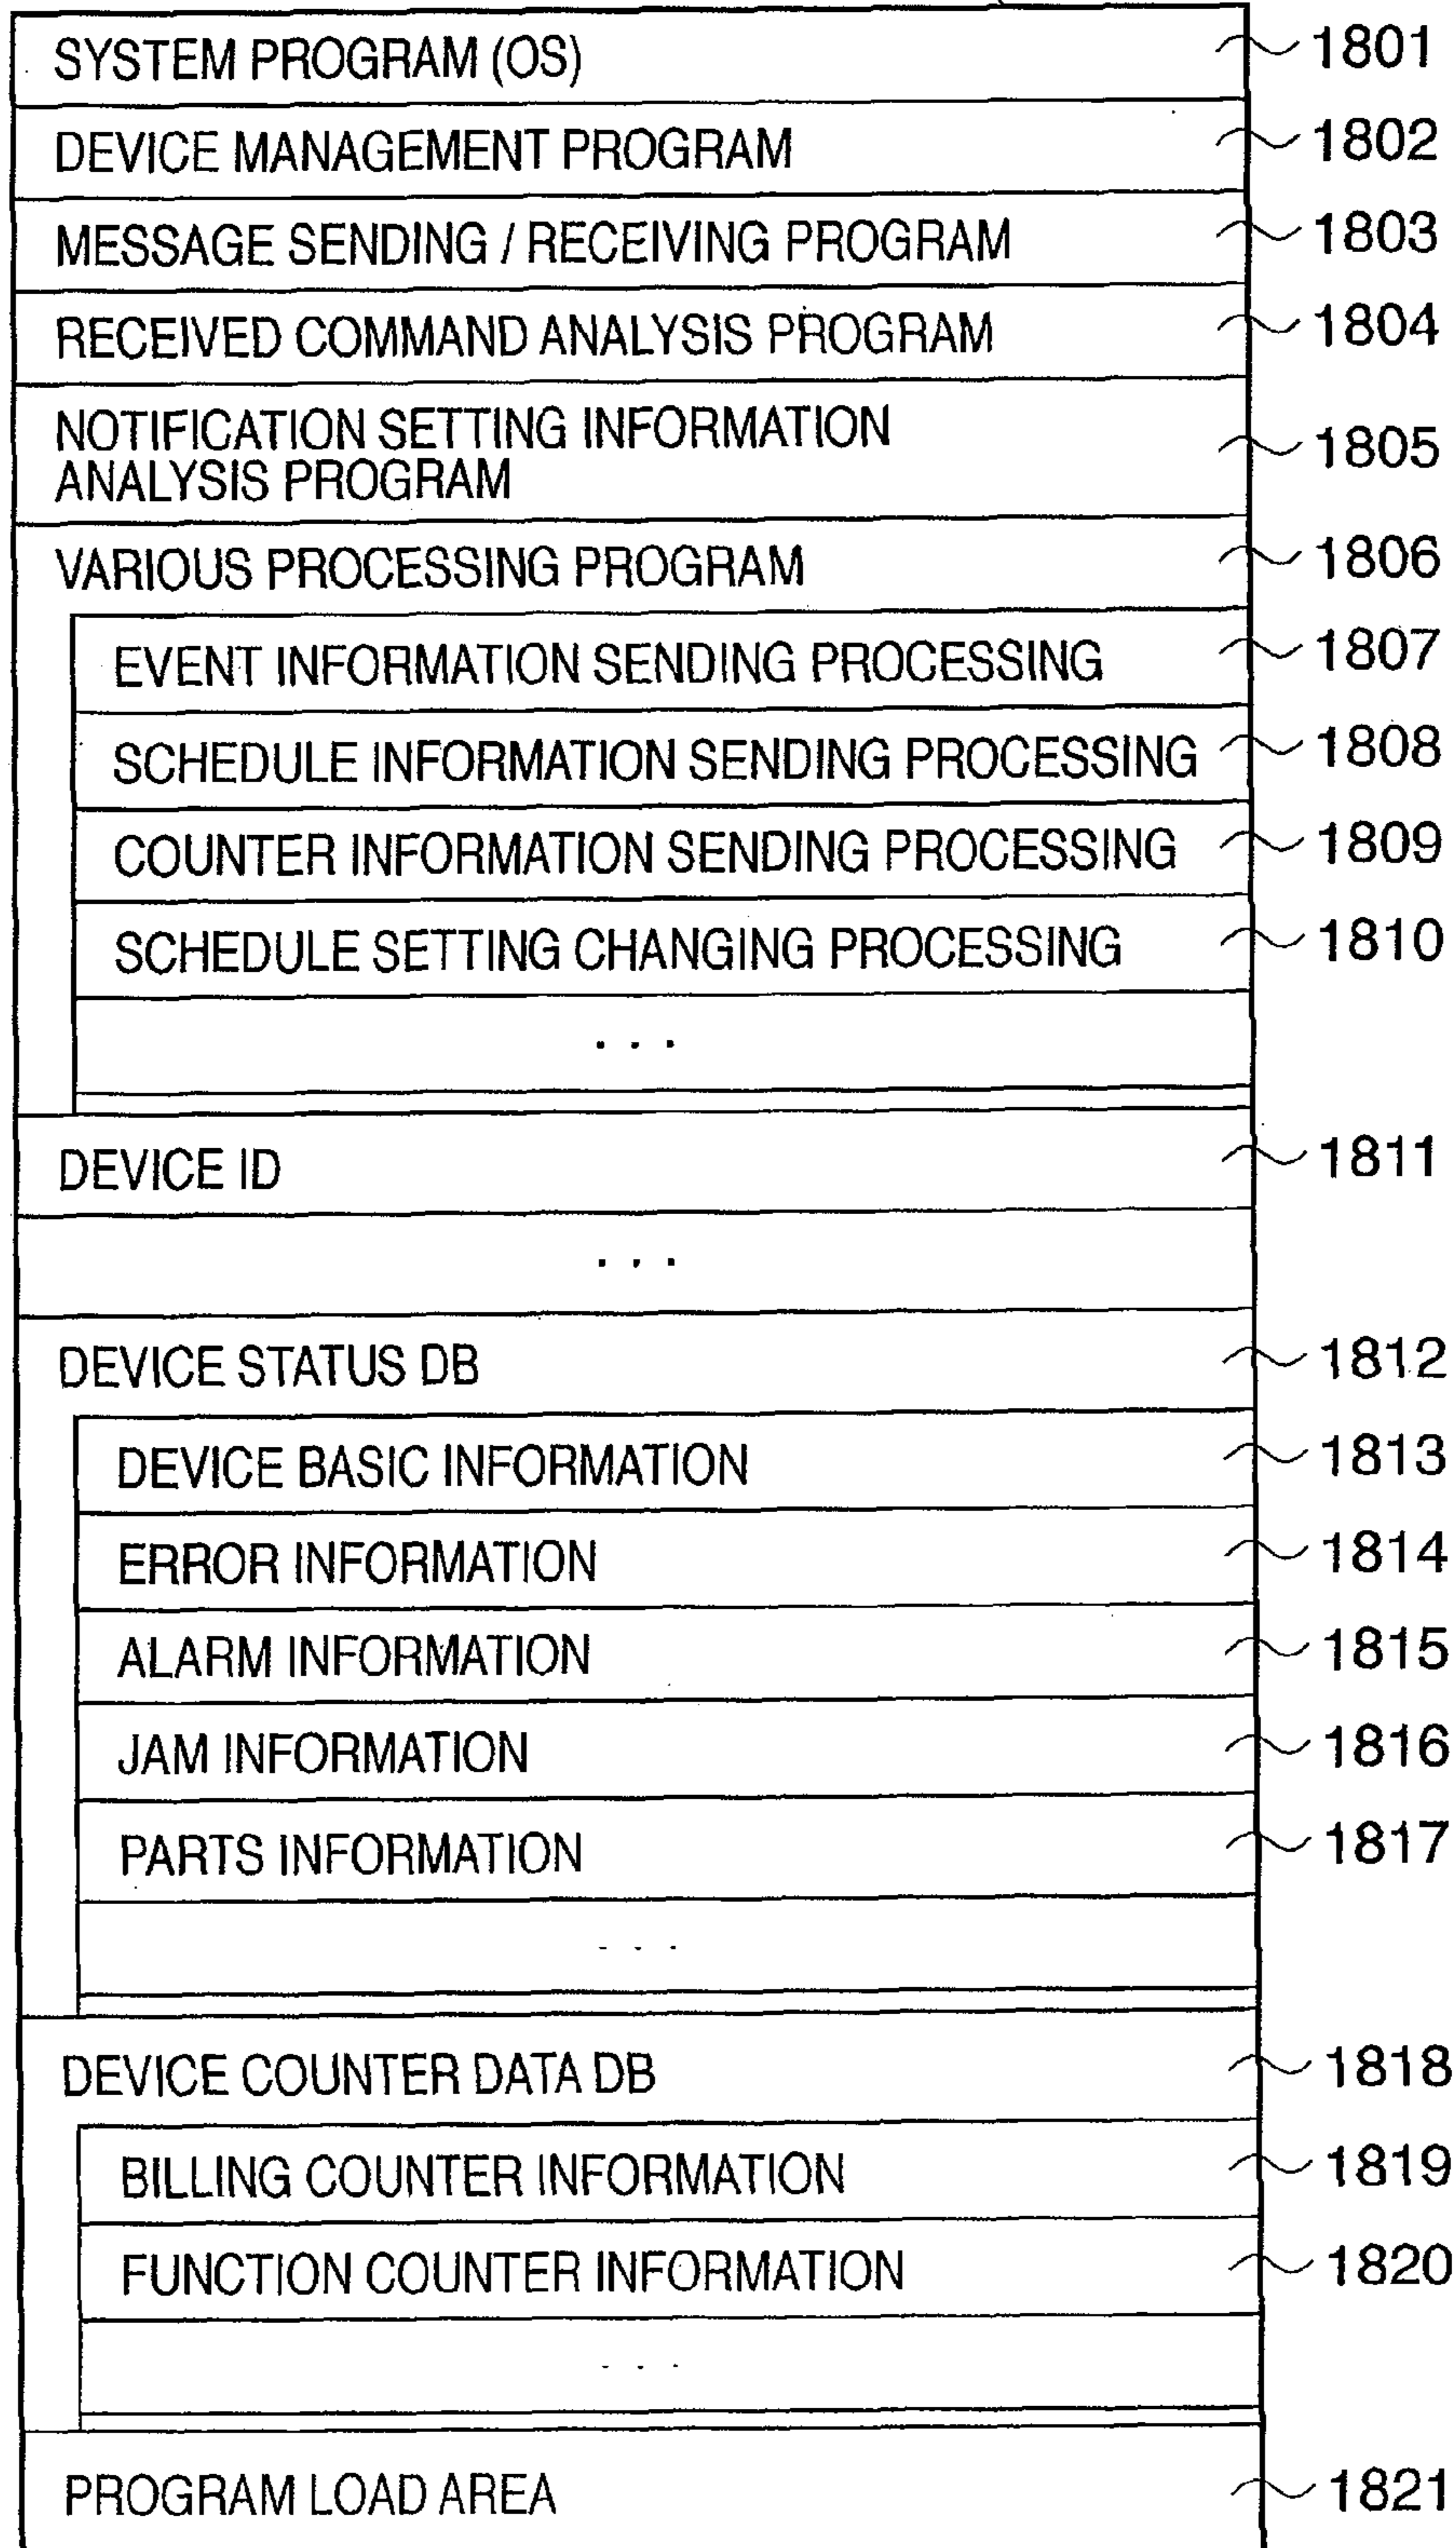 SYSTEM PROGRAM (OS) 1801
DEVICE MANAGEMENT PROGRAM 1802
MESSAGE SENDING / RECEIVING PROGRAM 1803
RECEIVED COMMAND ANALYSIS PROGRAM 1804
NOTIFICATION SETTING INFORMATION
ANALYSIS PROGRAM 1805
VARIOUS PROCESSING PROGRAM 1806
EVENT INFORMATION SENDING PROCESSING 1807
SCHEDULE INFORMATION SENDING PROCESSING 1808
COUNTER INFORMATION SENDING PROCESSING 1809
SCHEDULE SETTING CHANGING PROCESSING 1810
...
DEVICE ID 1811
...
DEVICE STATUS DB 1812
DEVICE BASIC INFORMATION 1813
ERROR INFORMATION 1814
ALARM INFORMATION 1815
JAM INFORMATION 1816
PARTS INFORMATION 1817
...
DEVICE COUNTER DATA DB 1818
BILLING COUNTER INFORMATION 1819
FUNCTION COUNTER INFORMATION 1820
...
PROGRAM LOAD AREA 1821